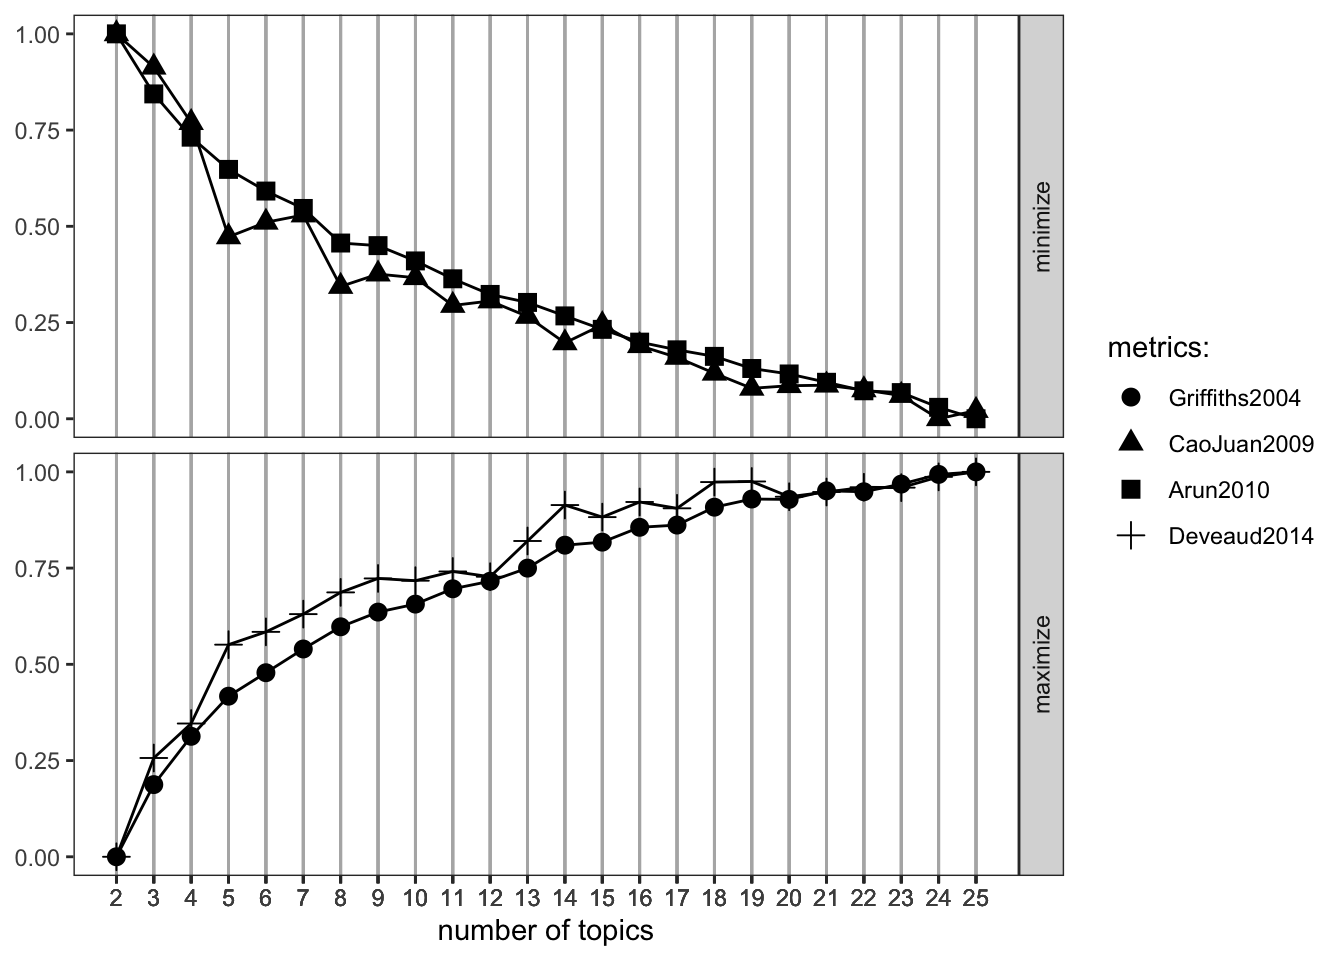 1.00
0.75
0.50
0.25
0.00
minimize
1.00
0.75
0.50
0.25
0.00
maximize
2 3 4 5 6 7 8 9 10 11 12 13 14 15 16 17 18 19 20 21 22 23 24 25
number of topics
metrics:
Griffiths2004
CaoJuan2009
Arun2010
Deveaud2014